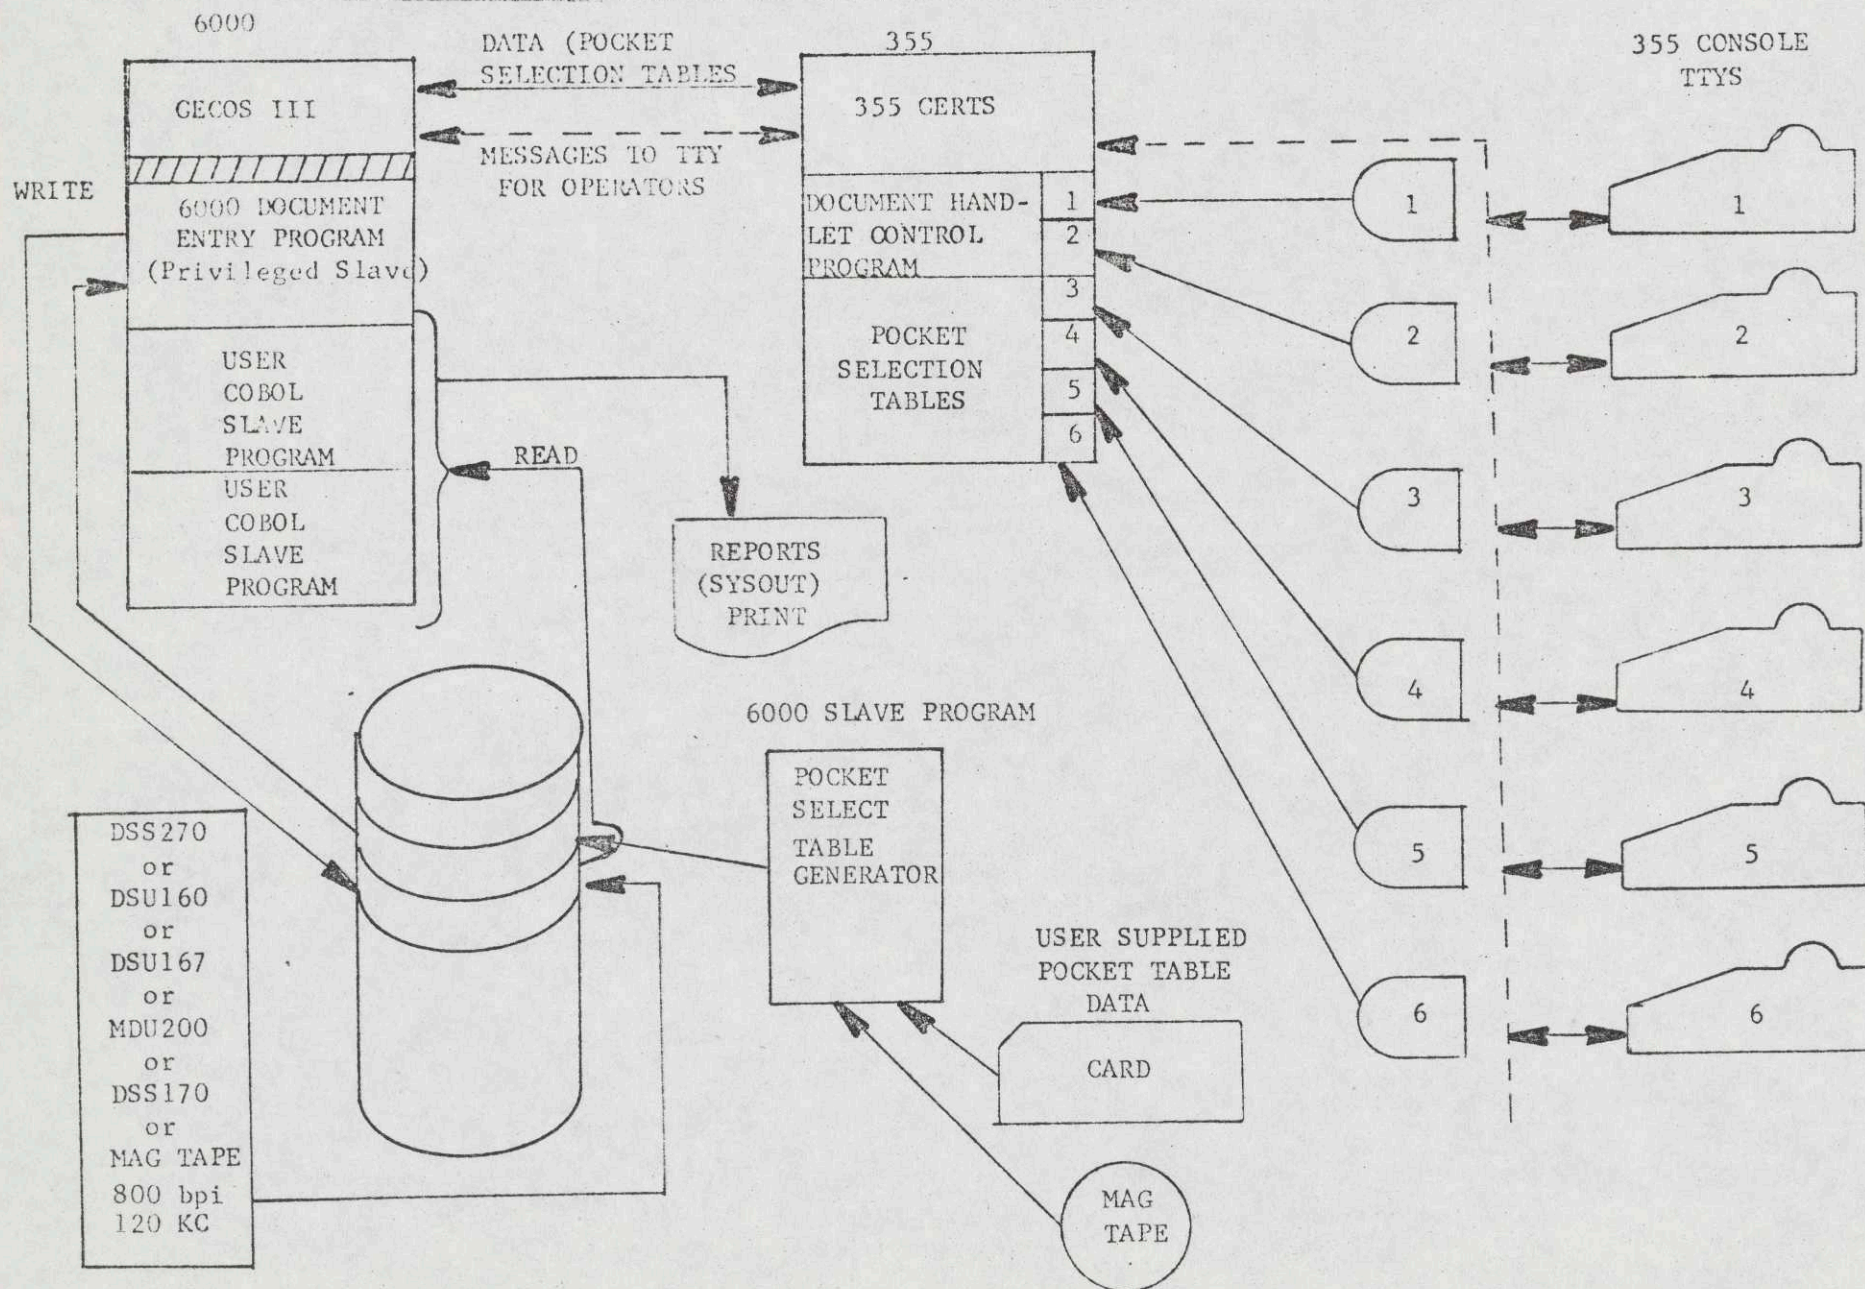 6000
GECOS III
WRITE
6000 DOCUMENT
ENTRY PROGRAM
(Privileged Slave)
USER
COBOL
SLAVE
PROGRAM
USER
COBOL
SLAVE
PROGRAM
DATA (POCKET
SELECTION TABLES
MESSAGES TO TTY
FOR OPERATORS
READ
REPORTS
(SYSOUT)
PRINT
355
355 CERTS
DOCUMENT HAND-
LET CONTROL
PROGRAM
POCKET
SELECTION
TABLES
1
2
3
4
5
6
1
2
3
4
5
6
355 CONSOLE
TTYS
1
2
3
4
5
6
DSS270
or
DSU160
or
DSU167
or
MDU200
or
DSS170
or
MAG TAPE
800 bpi
120 KC
6000 SLAVE PROGRAM
POCKET
SELECT
TABLE
GENERATOR
USER SUPPLIED
POCKET TABLE
DATA
CARD
MAG
TAPE